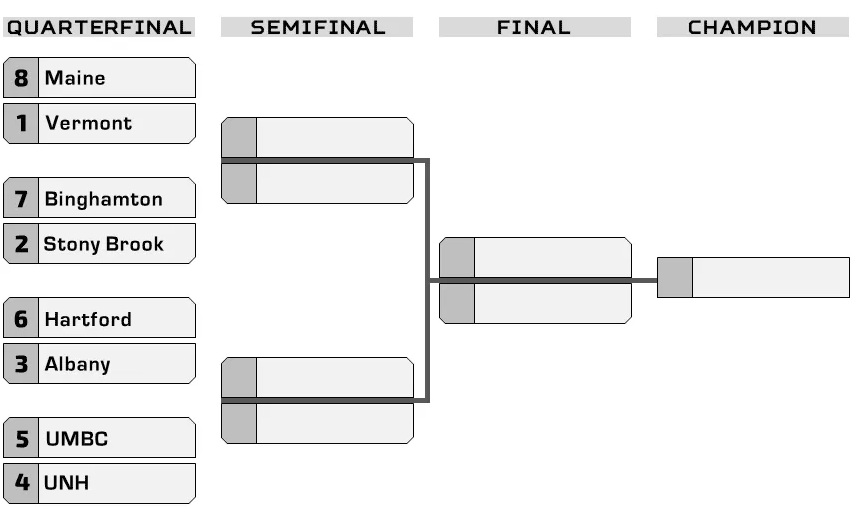 QUARTERFINAL SEMIFINAL FINAL CHAMPION
8 Maine
1 Vermont
7 Binghamton
2 Stony Brook
6 Hartford
3 Albany
5 UMBC
4 UNH